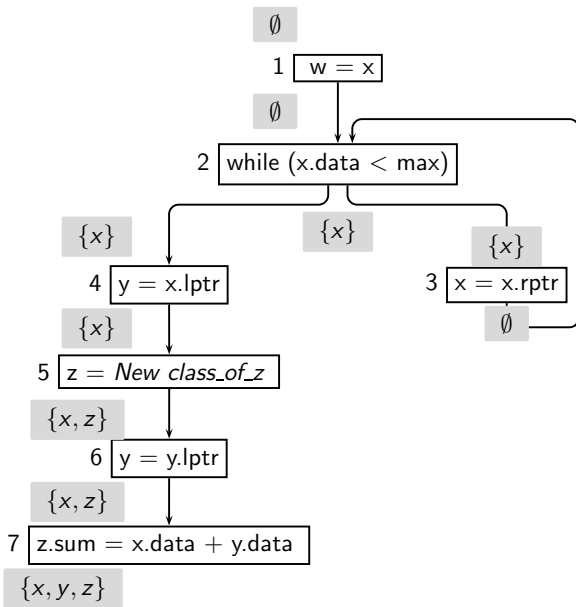 ∅
1 w = x
∅
2 while (x.data < max)
{x} {x}
{x}
4 y = x.lptr
3 x = x.rptr
{x}
∅
5 z = New class_of_z
{x, z}
6 y = y.lptr
{x, z}
7 z.sum = x.data + y.data
{x, y, z}